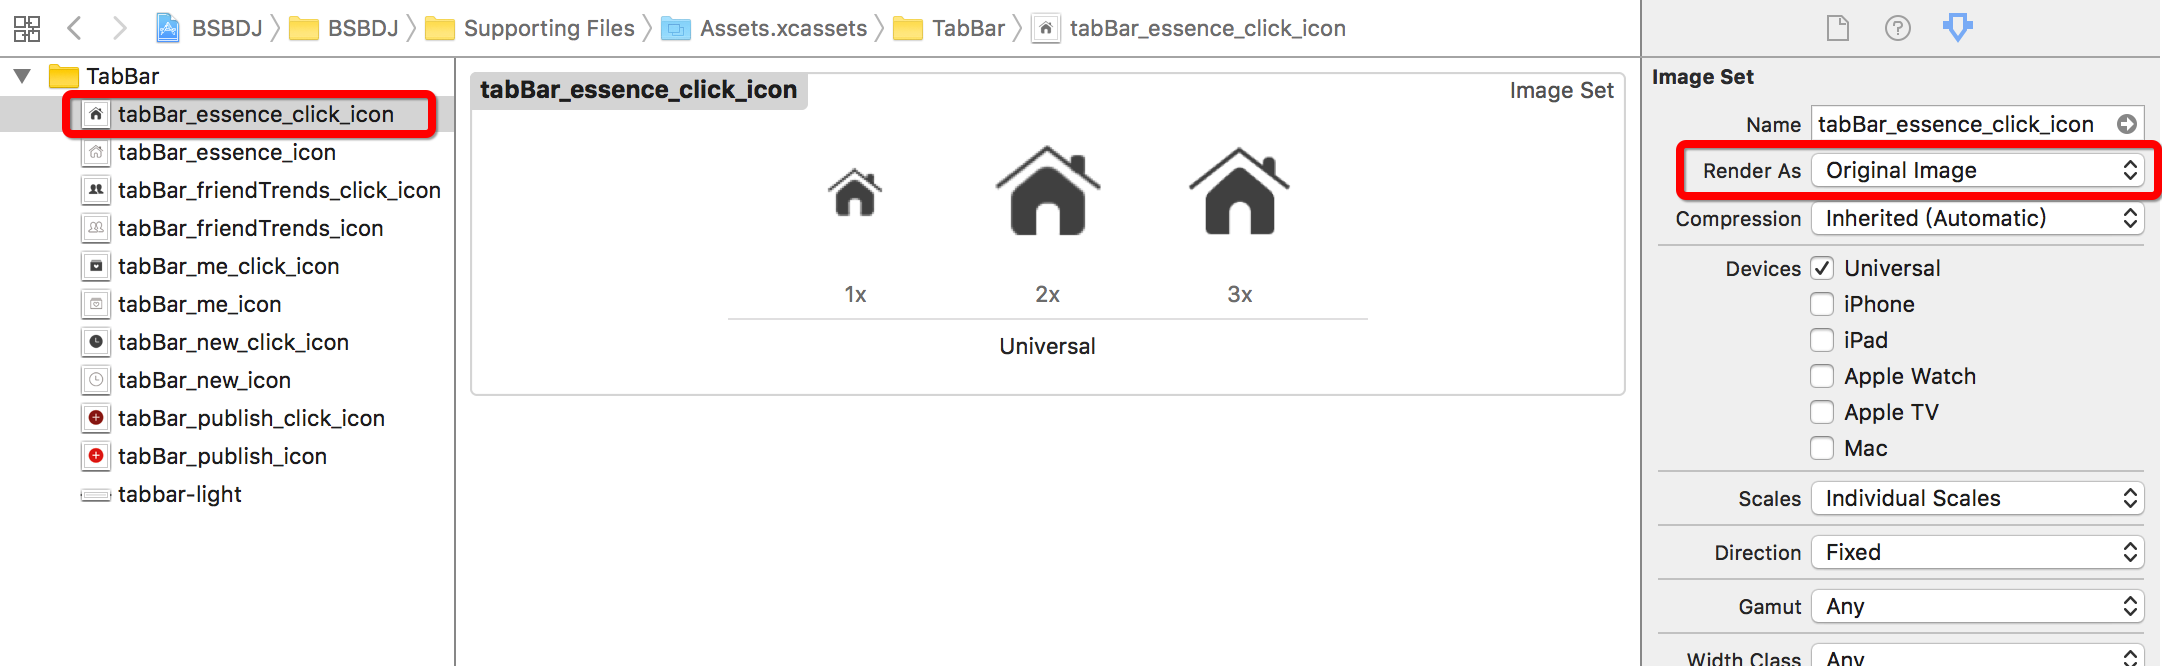 BSBDJ BSBDJ Supporting Files Assets.xcassets TabBar tabBar_essence_click_icon
TabBar
tabBar_essence_click_icon
tabBar_essence_icon
tabBar_friendTrends_click_icon
tabBar_friendTrends_icon
tabBar_me_click_icon
tabBar_me_icon
tabBar_new_click_icon
tabBar_new_icon
tabBar_publish_click_icon
tabBar_publish_icon
tabbar-light
tabBar_essence_click_icon Image Set
1x 2x 3x
Universal
Image Set
Name tabBar_essence_click_icon
Render As Original Image
Compression Inherited (Automatic)
Devices Universal
iPhone
iPad
Apple Watch
Apple TV
Mac
Scales Individual Scales
Direction Fixed
Gamut Any
Width Class Any